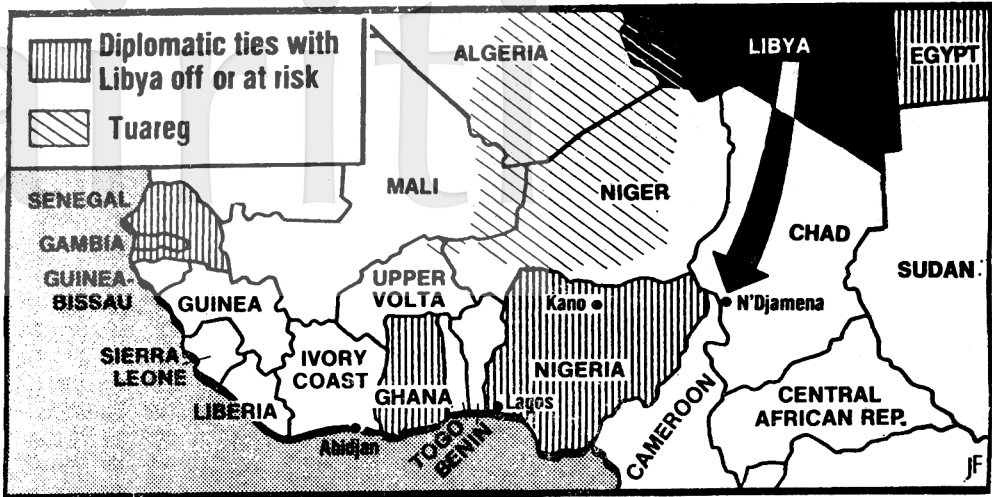 Diplomatic ties with
Libya off or at risk
Tuareg
ALGERIA
LIBYA
EGYPT
MALI
NIGER
CHAD
SUDAN
SENEGAL
GAMBIA
GUINEA-
BISSAU
GUINEA
UPPER
VOLTA
Kano
N'Djamena
SIERRA
LEONE
IVORY
COAST
GHANA
NIGERIA
LIBERIA
Lagos
Abidjan
TOGO
BENIN
CAMEROON
CENTRAL
AFRICAN REP.
JF